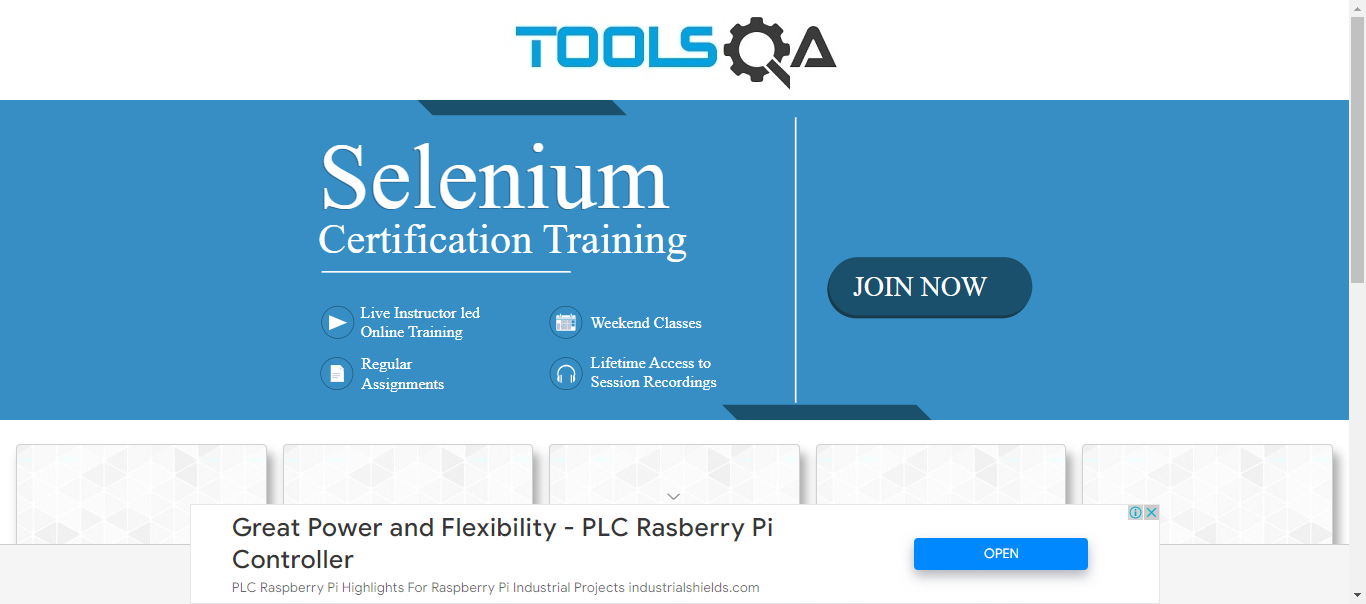 TOOLSQA
Selenium
Certification Training
JOIN NOW
Live Instructor led
Online Training
Weekend Classes
Regular
Assignments
Lifetime Access to
Session Recordings
Great Power and Flexibility - PLC Rasberry Pi
Controller
PLC Raspberry Pi Highlights For Raspberry Pi Industrial Projects industrialshields.com
OPEN